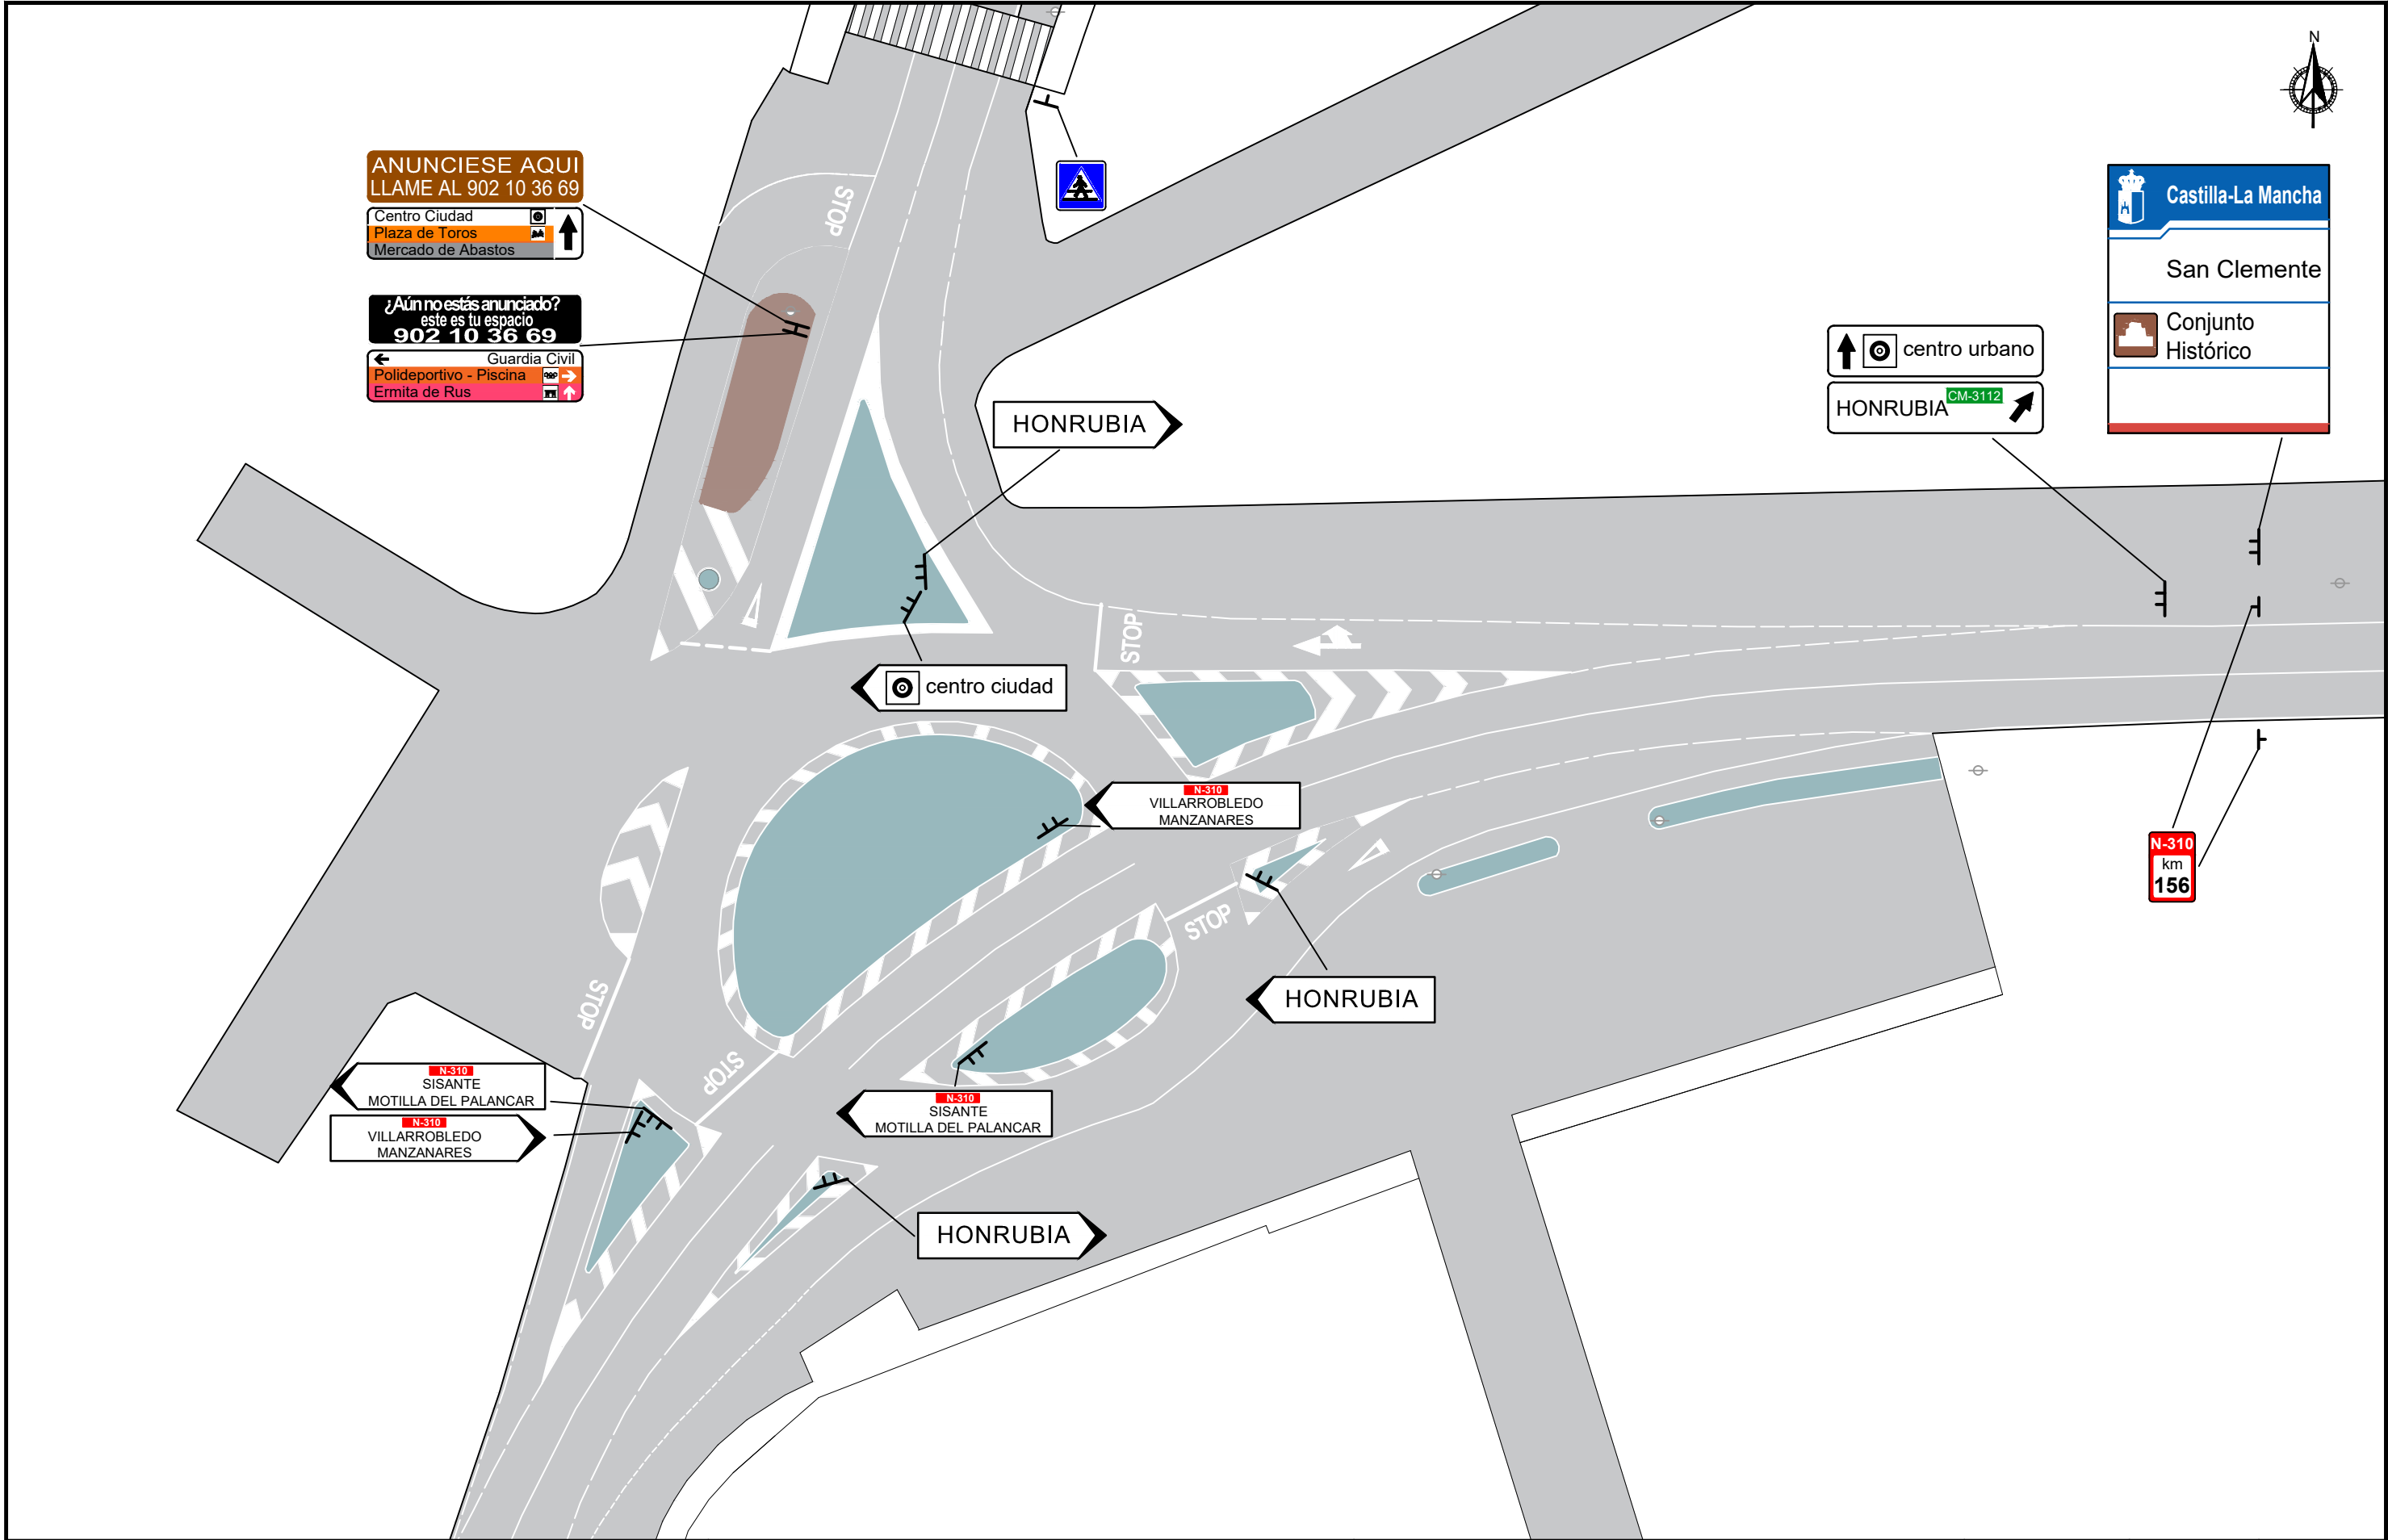 N
ANUNCIESE AQUI
LLAME AL 902 10 36 69
Centro Ciudad
Plaza de Toros
Mercado de Abastos
¿Aún no estás anunciado?
este es tu espacio
902 10 36 69
Guardia Civil
Polideportivo - Piscina
Ermita de Rus
STOP
Castilla-La Mancha
San Clemente
Conjunto
Histórico
centro urbano
HONRUBIA CM-3112
HONRUBIA
STOP
centro ciudad
N-310
VILLARROBLEDO
MANZANARES
N-310
km
156
STOP
HONRUBIA
STOP
STOP
N-310
SISANTE
MOTILLA DEL PALANCAR
N-310
VILLARROBLEDO
MANZANARES
N-310
SISANTE
MOTILLA DEL PALANCAR
HONRUBIA